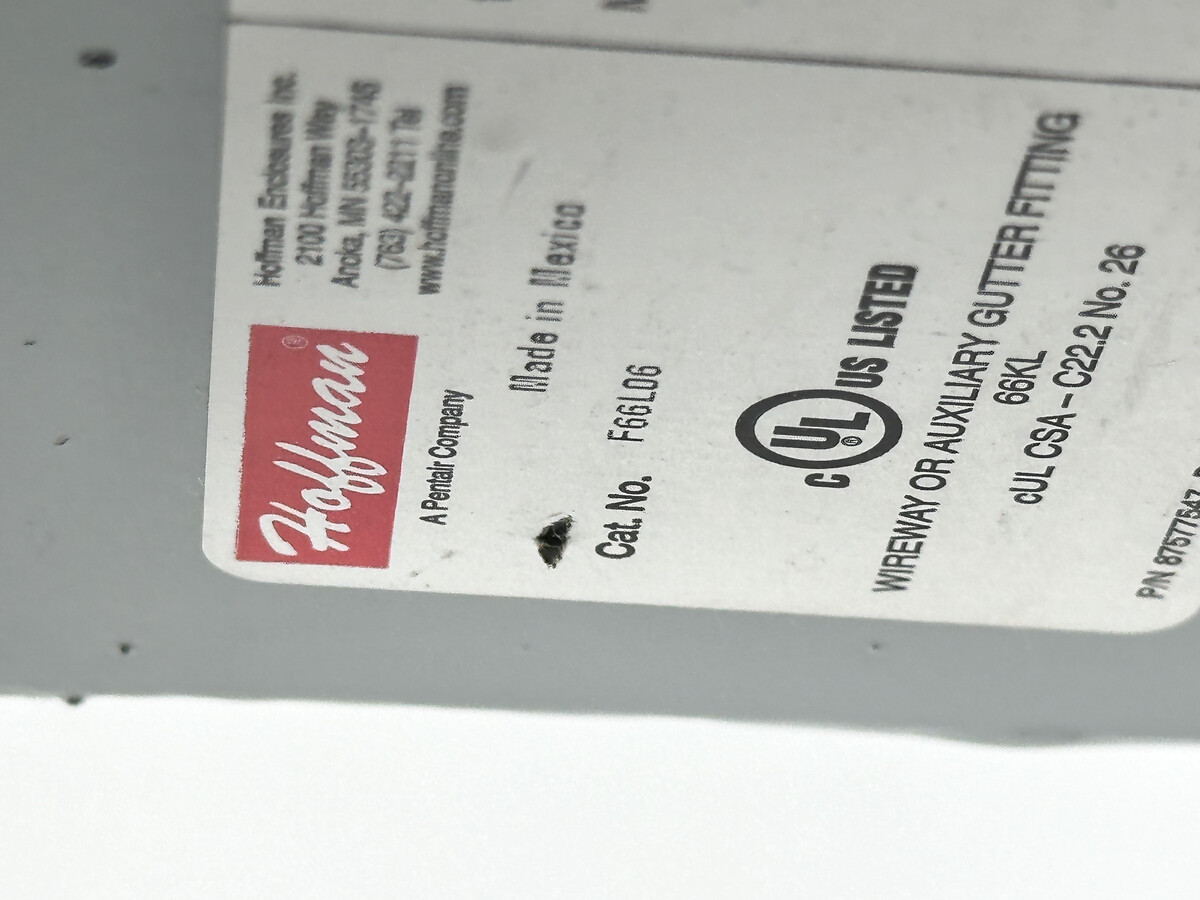 Hoffman®
A Pentair Company
Hoffman Enclosures Inc.
2100 Hoffman Way
Anoka, MN 55303-1745
(763) 422-2211 Tel
www.hoffmanonline.com
Made in Mexico
Cat. No. F66L06
c UL us LISTED
WIREWAY OR AUXILIARY GUTTER FITTING
66KL
cUL CSA - C22.2 No. 26
P/N 87577547